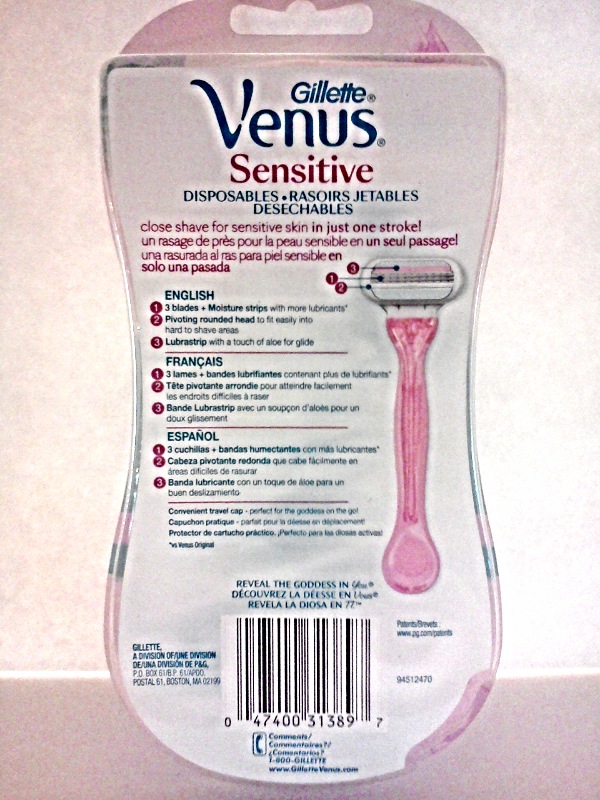 Gillette®
Venus®
Sensitive
DISPOSABLES • RASOIRS JETABLES
DESECHABLES
close shave for sensitive skin in just one stroke!
un rasage de près pour la peau sensible en un seul passage!
una rasurada al ras para piel sensible en
solo una pasada
3
1
2
ENGLISH
1 3 blades + Moisture strips with more lubricants*
2 Pivoting rounded head to fit easily into
hard to shave areas
3 Lubrastrip with a touch of aloe for glide
FRANÇAIS
1 3 lames + bandes lubrifiantes contenant plus de lubrifiants*
2 Tête pivotante arrondie pour atteindre facilement
les endroits difficiles à raser
3 Bande Lubrastrip avec un soupçon d'aloès pour un
doux glissement
ESPAÑOL
1 3 cuchillas + bandas humectantes con más lubricantes*
2 Cabeza pivotante redonda que cabe fácilmente en
áreas difíciles de rasurar
3 Banda lubricante con un toque de áloe para un
buen deslizamiento
Convenient travel cap - perfect for the goddess on the go!
Capuchon pratique - parfait pour la déesse en déplacement!
Protector de cartucho práctico. ¡Perfecto para las diosas activas!
*vs Venus Original
REVEAL THE GODDESS IN You®
DÉCOUVREZ LA DÉESSE EN Vous®
REVELA LA DIOSA EN TI™
Patents/Brevets :
www.pg.com/patents
GILLETTE,
A DIVISION OF/UNE DIVISION
DE/UNA DIVISIÓN DE P&G,
P.O. BOX 61/B.P. 61/APDO.
POSTAL 61, BOSTON, MA 02199
94512470
0 47400 31389 7
Comments/
Commentaires?/
¿Comentarios?
1-800-GILLETTE
www.GilletteVenus.com